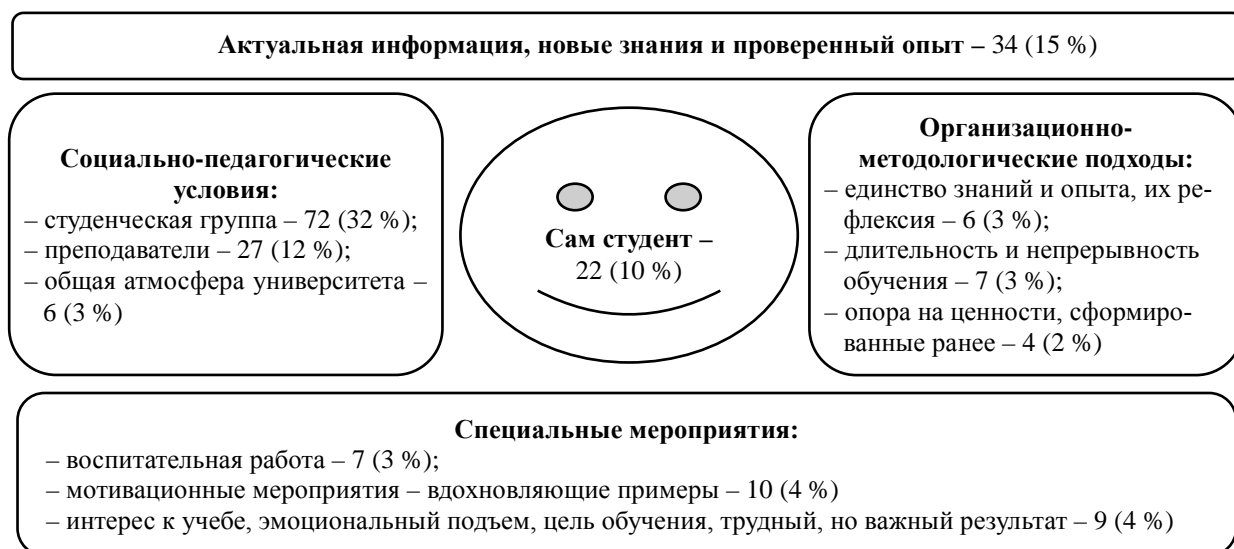 Актуальная информация, новые знания и проверенный опыт – 34 (15 %)
Социально-педагогические
условия:
– студенческая группа – 72 (32 %);
– преподаватели – 27 (12 %);
– общая атмосфера университета –
6 (3 %)
Сам студент –
22 (10 %)
Организационно-
методологические подходы:
– единство знаний и опыта, их ре-
флексия – 6 (3 %);
– длительность и непрерывность
обучения – 7 (3 %);
– опора на ценности, сформиро-
ванные ранее – 4 (2 %)
Специальные мероприятия:
– воспитательная работа – 7 (3 %);
– мотивационные мероприятия – вдохновляющие примеры – 10 (4 %)
– интерес к учебе, эмоциональный подъем, цель обучения, трудный, но важный результат – 9 (4 %)